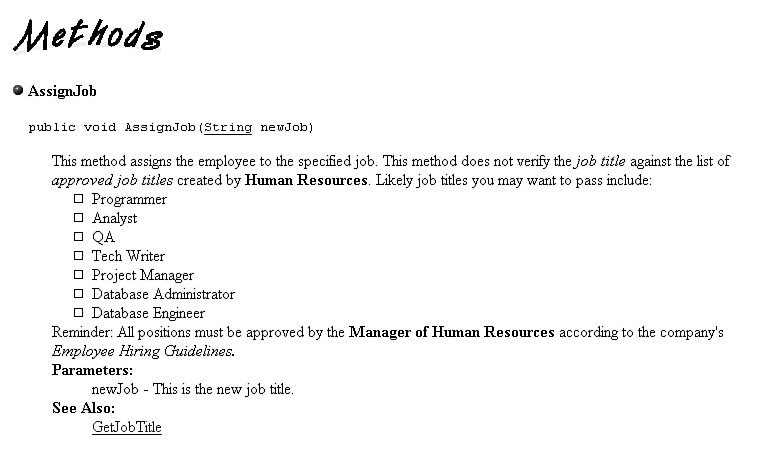 Methods
AssignJob
public void AssignJob(String newJob)
This method assigns the employee to the specified job. This method does not verify the job title against the list of
approved job titles created by Human Resources. Likely job titles you may want to pass include:
Programmer
Analyst
QA
Tech Writer
Project Manager
Database Administrator
Database Engineer
Reminder: All positions must be approved by the Manager of Human Resources according to the company's
Employee Hiring Guidelines.
Parameters:
newJob - This is the new job title.
See Also:
GetJobTitle